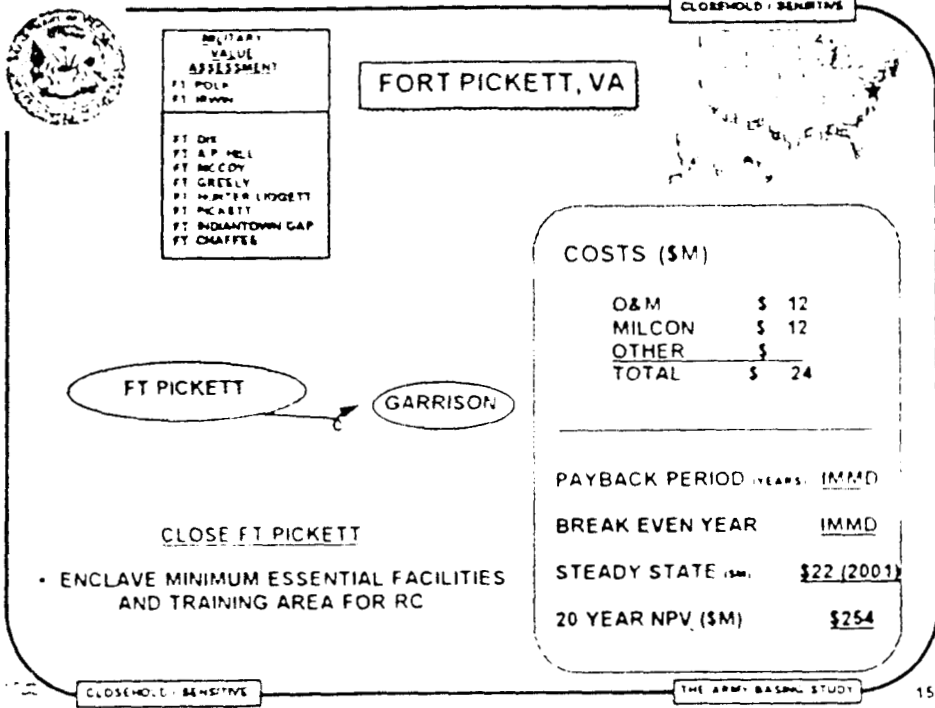 CLOSEHOLD / SENSITIVE
MILITARY
VALUE
ASSESSMENT
FT POLK
FT IRWIN
FT DIX
FT A.P. HILL
FT MCCOY
FT GREELY
FT HUNTER LIGGETT
FT PICKETT
FT INDIANTOWN GAP
FT CHAFFEE
FORT PICKETT, VA
COSTS ($M)
O&M $ 12
MILCON $ 12
OTHER $
TOTAL $ 24
FT PICKETT
GARRISON
C
PAYBACK PERIOD (YEARS) IMMD
BREAK EVEN YEAR IMMD
STEADY STATE ($M) $22 (2001)
20 YEAR NPV ($M) $254
CLOSE FT PICKETT
• ENCLAVE MINIMUM ESSENTIAL FACILITIES
AND TRAINING AREA FOR RC
CLOSEHOLD / SENSITIVE
THE ARMY BASING STUDY
15